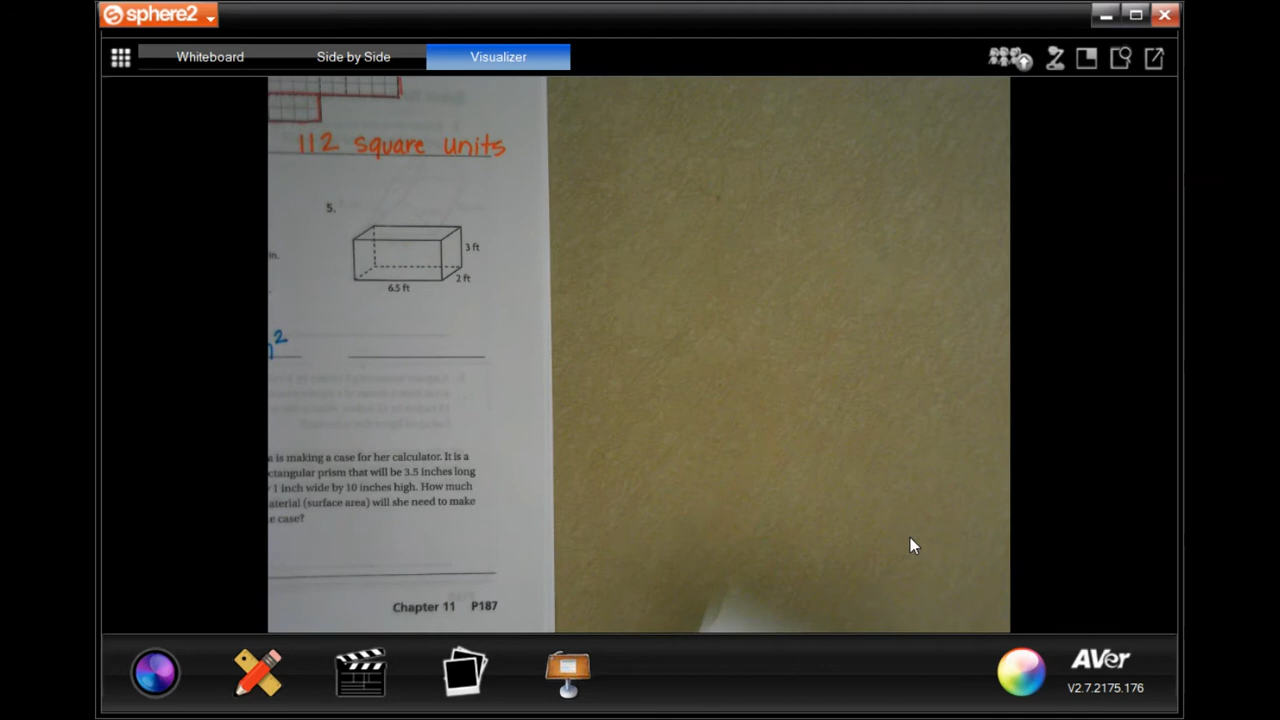 sphere2
Whiteboard
Side by Side
Visualizer
112 square units
5.
in.
3 ft
2 ft
6.5 ft
2
a is making a case for her calculator. It is a
ctangular prism that will be 3.5 inches long
1 inch wide by 10 inches high. How much
aterial (surface area) will she need to make
e case?
Chapter 11 P187
AVer
V2.7.2175.176